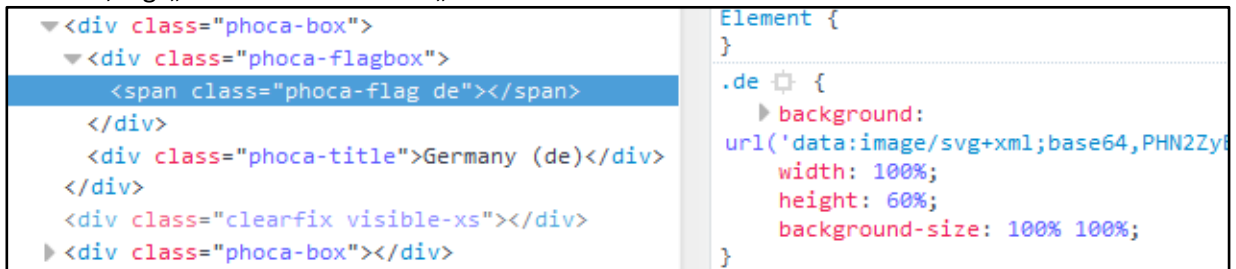 <div class="phoca-box">
<div class="phoca-flagbox">
<span class="phoca-flag de"></span>
</div>
<div class="phoca-title">Germany (de)</div>
</div>
<div class="clearfix visible-xs"></div>
<div class="phoca-box"></div>
Element {
}
.de {
background:
url('data:image/svg+xml;base64,PHN2ZyB
width: 100%;
height: 60%;
background-size: 100% 100%;
}